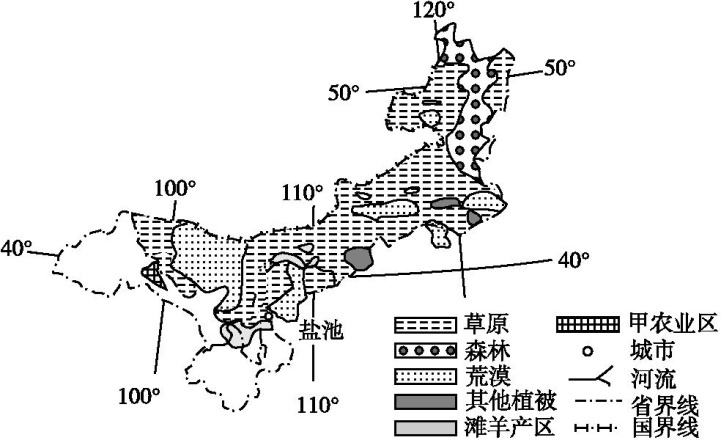 120°
50°
50°
100°
110°
40°
40°
盐池
100°
110°
草原
甲农业区
森林
城市
荒漠
河流
其他植被
省界线
滩羊产区
国界线